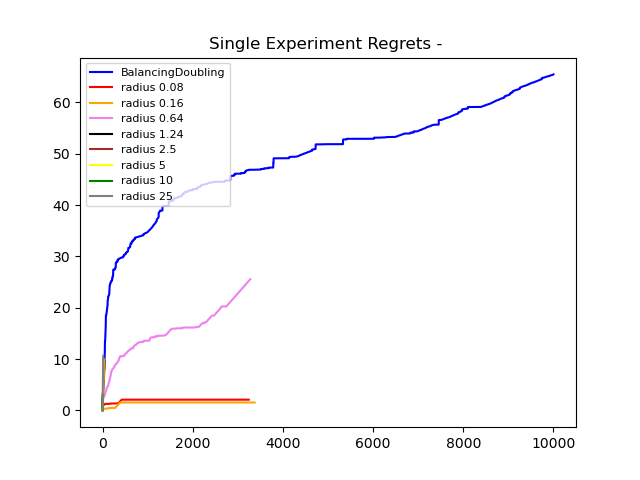 Single Experiment Regrets -
BalancingDoubling
radius 0.08
radius 0.16
radius 0.64
radius 1.24
radius 2.5
radius 5
radius 10
radius 25
60
50
40
30
20
10
0
0 2000 4000 6000 8000 10000